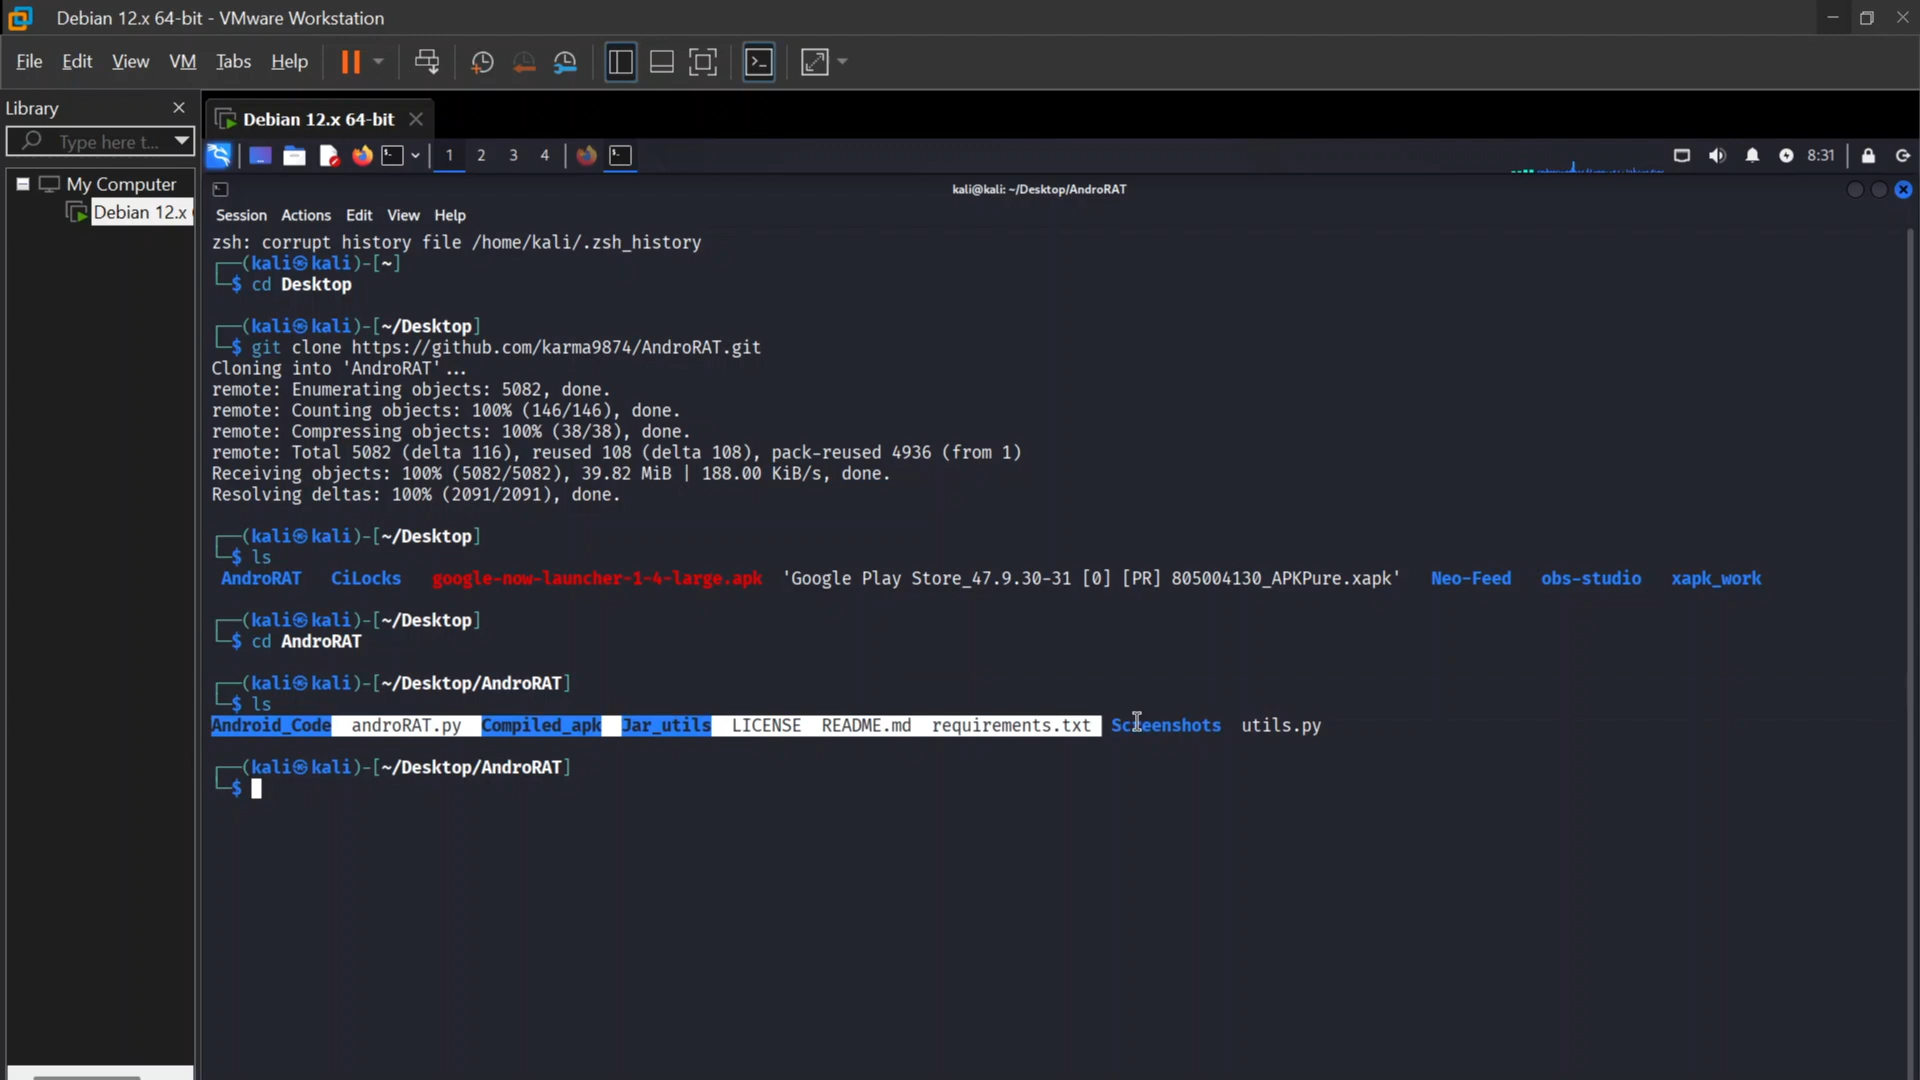 Debian 12.x 64-bit - VMware Workstation
File Edit View VM Tabs Help
Library
Type here t...
My Computer
Debian 12.x
Debian 12.x 64-bit
1 2 3 4
8:31
kali@kali: ~/Desktop/AndroRAT
Session Actions Edit View Help
zsh: corrupt history file /home/kali/.zsh_history
┌──(kali㉿kali)-[~]
└─$ cd Desktop
┌──(kali㉿kali)-[~/Desktop]
└─$ git clone https://github.com/karma9874/AndroRAT.git
Cloning into 'AndroRAT'...
remote: Enumerating objects: 5082, done.
remote: Counting objects: 100% (146/146), done.
remote: Compressing objects: 100% (38/38), done.
remote: Total 5082 (delta 116), reused 108 (delta 108), pack-reused 4936 (from 1)
Receiving objects: 100% (5082/5082), 39.82 MiB | 188.00 KiB/s, done.
Resolving deltas: 100% (2091/2091), done.
┌──(kali㉿kali)-[~/Desktop]
└─$ ls
AndroRAT CiLocks google-now-launcher-1-4-large.apk 'Google Play Store_47.9.30-31 [0] [PR] 805004130_APKPure.xapk' Neo-Feed obs-studio xapk_work
┌──(kali㉿kali)-[~/Desktop]
└─$ cd AndroRAT
┌──(kali㉿kali)-[~/Desktop/AndroRAT]
└─$ ls
Android_Code androRAT.py Compiled_apk Jar_utils LICENSE README.md requirements.txt Screenshots utils.py
┌──(kali㉿kali)-[~/Desktop/AndroRAT]
└─$